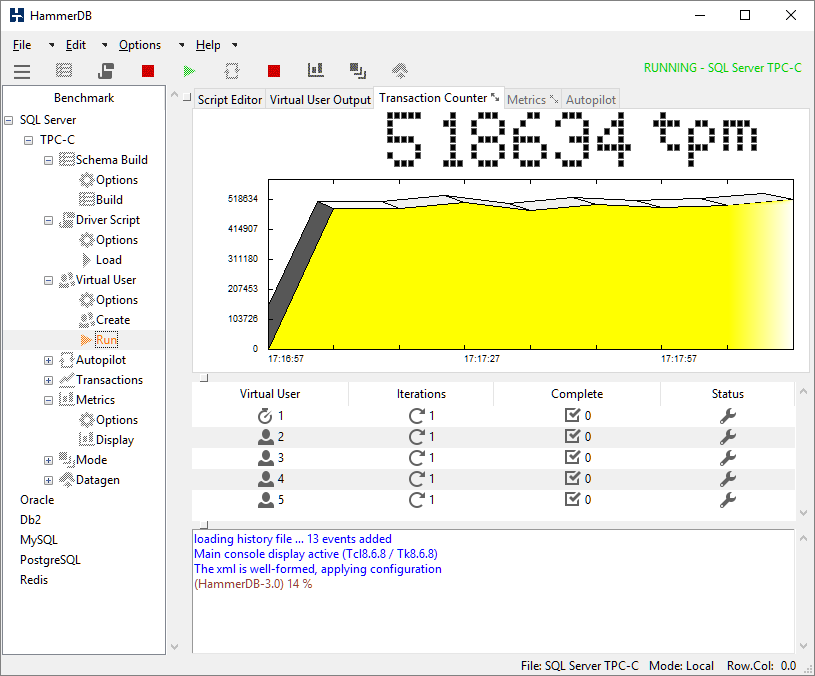 HammerDB
File Edit Options Help
RUNNING - SQL Server TPC-C
Benchmark
SQL Server
TPC-C
Schema Build
Options
Build
Driver Script
Options
Load
Virtual User
Options
Create
Run
Autopilot
Transactions
Metrics
Options
Display
Mode
Datagen
Oracle
Db2
MySQL
PostgreSQL
Redis
Script Editor Virtual User Output Transaction Counter Metrics Autopilot
518634 tpm
518634
414907
311180
207453
103726
0
17:16:57 17:17:27 17:17:57
Virtual User Iterations Complete Status
1 1 0
2 1 0
3 1 0
4 1 0
5 1 0
loading history file ... 13 events added
Main console display active (Tcl8.6.8 / Tk8.6.8)
The xml is well-formed, applying configuration
(HammerDB-3.0) 14 %
File: SQL Server TPC-C Mode: Local Row.Col: 0.0